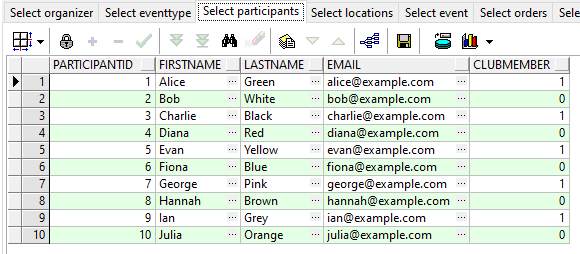 Select organizer Select eventtype Select participants Select locations Select event Select orders Selec
PARTICIPANTID FIRSTNAME LASTNAME EMAIL CLUBMEMBER
1 1 Alice ... Green ... alice@example.com ... 1
2 2 Bob ... White ... bob@example.com ... 0
3 3 Charlie ... Black ... charlie@example.com ... 1
4 4 Diana ... Red ... diana@example.com ... 0
5 5 Evan ... Yellow ... evan@example.com ... 1
6 6 Fiona ... Blue ... fiona@example.com ... 0
7 7 George ... Pink ... george@example.com ... 1
8 8 Hannah ... Brown ... hannah@example.com ... 0
9 9 Ian ... Grey ... ian@example.com ... 1
10 10 Julia ... Orange ... julia@example.com ... 0